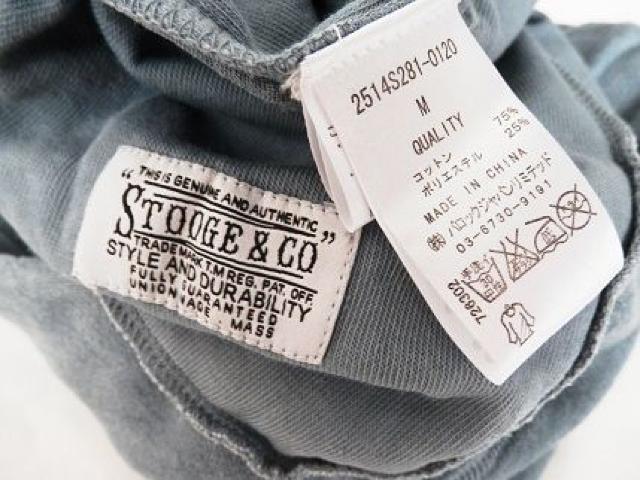 "THIS IS GENUINE AND AUTHENTIC
STOOGE & CO"
TRADE MARK T.M REG. PAT. OFF
STYLE AND DURABILITY
FULLY GUARANTEED
UNION MADE MASS
2514S281-0120
M
QUALITY
コットン 75%
ポリエステル 25%
MADE IN CHINA
㈱バロックジャパンリミテッド
03-6730-9191
726302